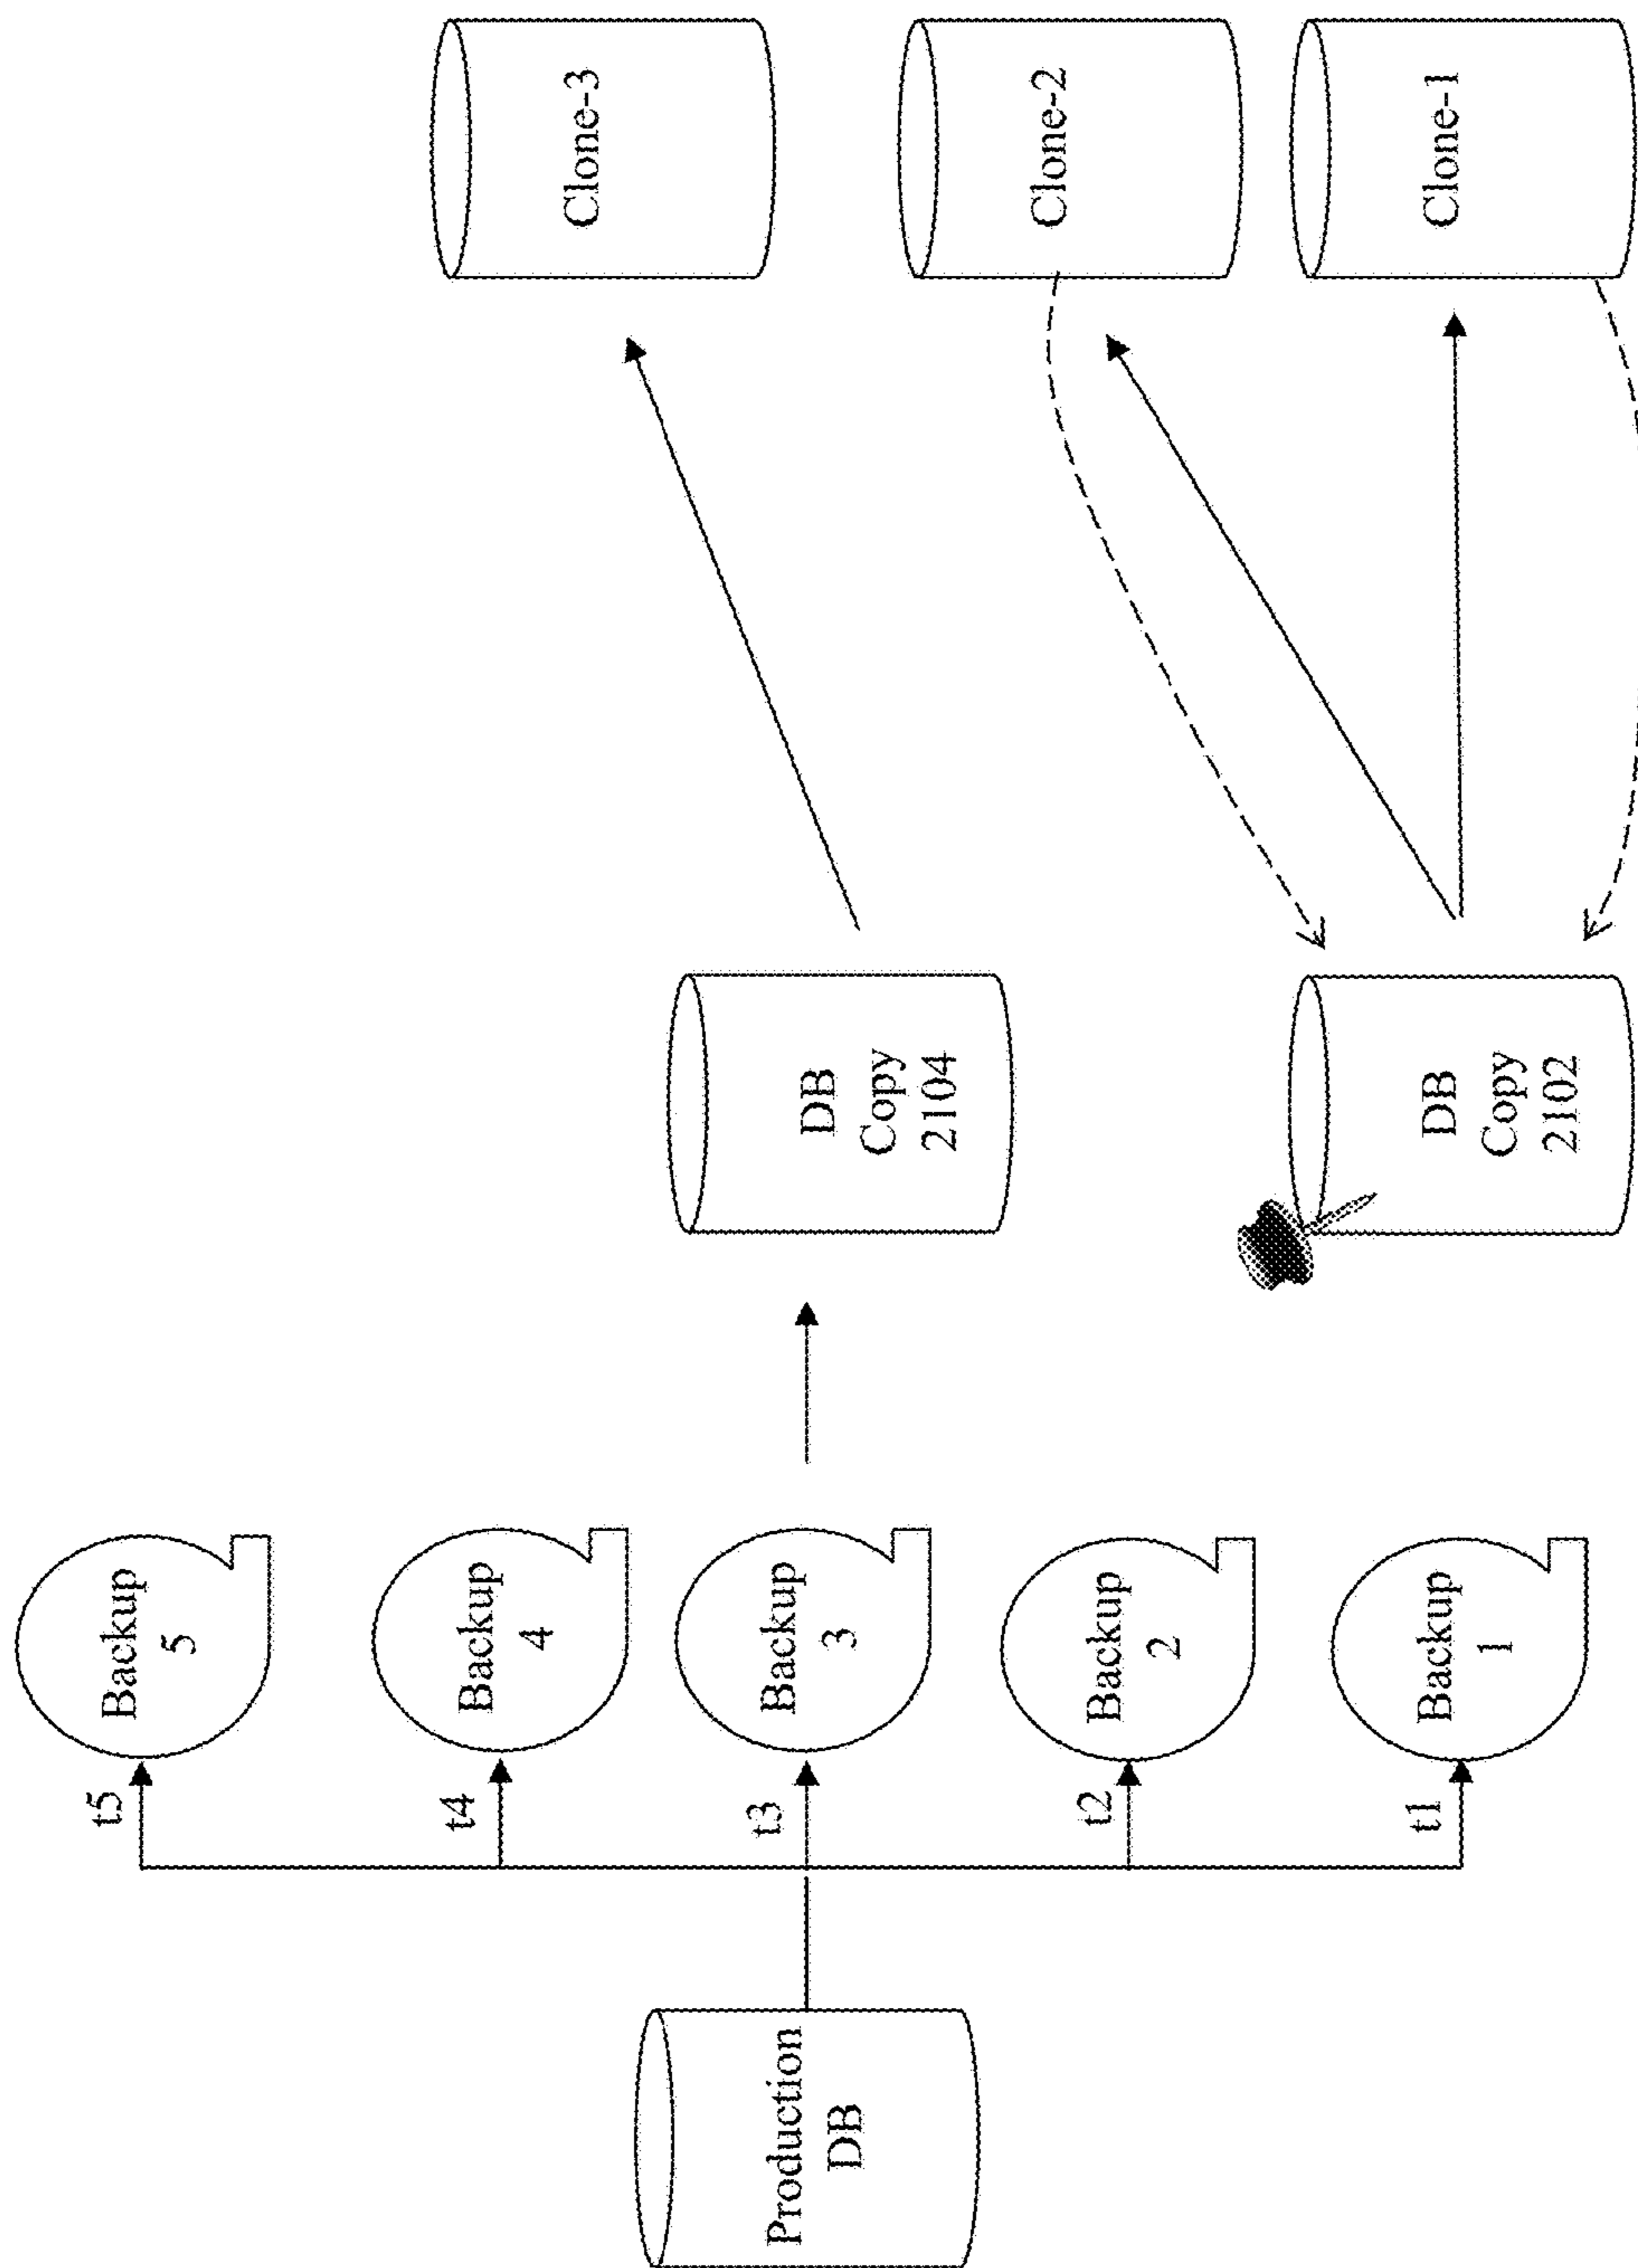 Production
DB
t5
Backup
5
t4
Backup
4
t3
Backup
3
t2
Backup
2
t1
Backup
1
DB
Copy
2104
DB
Copy
2102
Clone-3
Clone-2
Clone-1